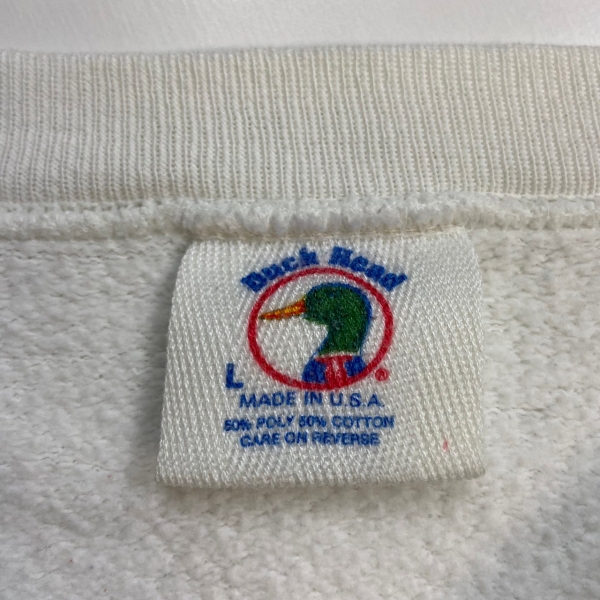 Duck Head
L
®
MADE IN U.S.A
50% POLY 50% COTTON
CARE ON REVERSE